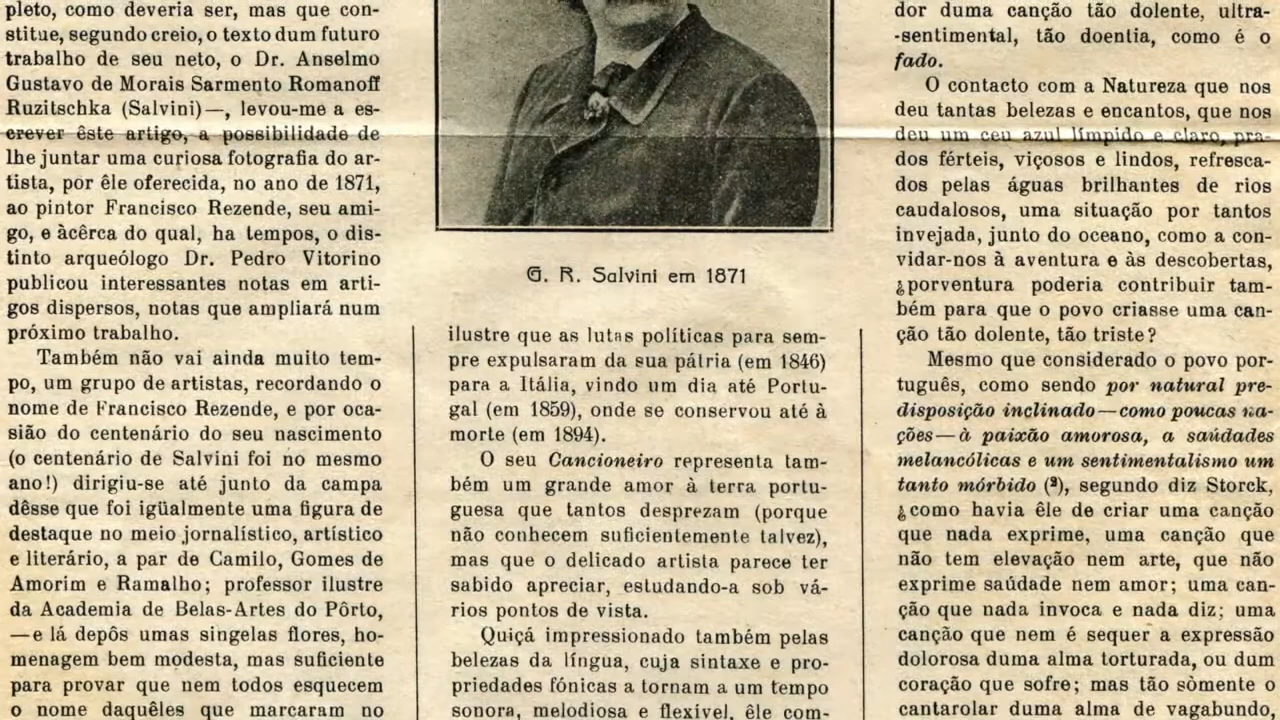 pleto, como deveria ser, mas que con-
stitue, segundo creio, o texto dum futuro
trabalho de seu neto, o Dr. Anselmo
Gustavo de Morais Sarmento Romanoff
Ruzitschka (Salvini)—, levou-me a es-
crever êste artigo, a possibilidade de
lhe juntar uma curiosa fotografia do ar-
tista, por êle oferecida, no ano de 1871,
ao pintor Francisco Rezende, seu ami-
go, e àcêrca do qual, ha tempos, o dis-
tinto arqueólogo Dr. Pedro Vitorino
publicou interessantes notas em arti-
gos dispersos, notas que ampliará num
próximo trabalho.
Também não vai ainda muito tem-
po, um grupo de artistas, recordando o
nome de Francisco Rezende, e por oca-
sião do centenário do seu nascimento
(o centenário de Salvini foi no mesmo
ano!) dirigiu-se até junto da campa
dêsse que foi igüalmente uma figura de
destaque no meio jornalístico, artístico
e literário, a par de Camilo, Gomes de
Amorim e Ramalho; professor ilustre
da Academia de Belas-Artes do Pôrto,
—e lá depôs umas singelas flores, ho-
menagem bem modesta, mas suficiente
para provar que nem todos esquecem
o nome daquêles que marcaram no
G. R. Salvini em 1871
ilustre que as lutas políticas para sem-
pre expulsaram da sua pátria (em 1846)
para a Itália, vindo um dia até Portu-
gal (em 1859), onde se conservou até à
morte (em 1894).
O seu Cancioneiro representa tam-
bém um grande amor à terra portu-
guesa que tantos desprezam (porque
não conhecem suficientemente talvez),
mas que o delicado artista parece ter
sabido apreciar, estudando-a sob vá-
rios pontos de vista.
Quiçá impressionado também pelas
belezas da língua, cuja sintaxe e pro-
priedades fónicas a tornam a um tempo
sonora, melodiosa e flexivel, êle com-
dor duma canção tão dolente, ultra-
-sentimental, tão doentia, como é o
fado.
O contacto com a Natureza que nos
deu tantas belezas e encantos, que nos
deu um ceu azul límpido e claro, pra-
dos férteis, viçosos e lindos, refresca-
dos pelas águas brilhantes de rios
caudalosos, uma situação por tantos
invejada, junto do oceano, como a con-
vidar-nos à aventura e às descobertas,
¿porventura poderia contribuir tam-
bém para que o povo criasse uma can-
ção tão dolente, tão triste?
Mesmo que considerado o povo por-
tuguês, como sendo por natural pre-
disposição inclinado—como poucas na-
ções—à paixão amorosa, a saúdades
melancólicas e um sentimentalismo um
tanto mórbido (²), segundo diz Storck,
¿como havia êle de criar uma canção
que nada exprime, uma canção que
não tem elevação nem arte, que não
exprime saúdade nem amor; uma can-
ção que nada invoca e nada diz; uma
canção que nem é sequer a expressão
dolorosa duma alma torturada, ou dum
coração que sofre; mas tão sòmente o
cantarolar duma alma de vagabundo,